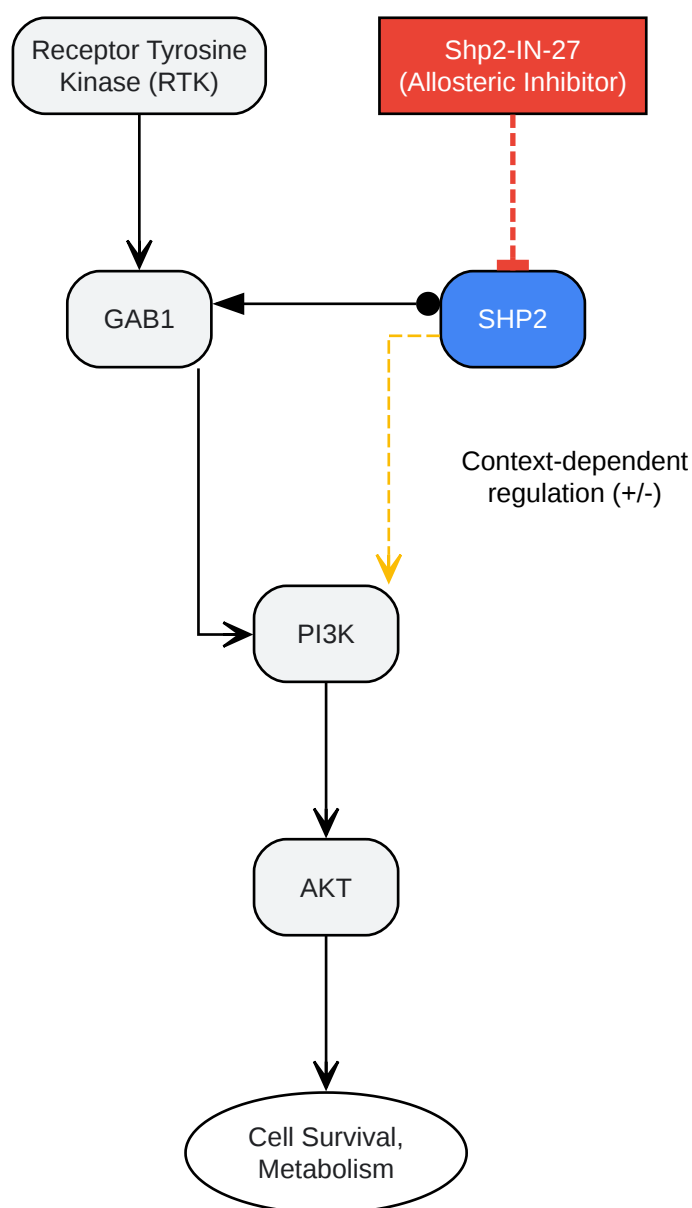 Receptor Tyrosine
Kinase (RTK)
Shp2-IN-27
(Allosteric Inhibitor)
GAB1
SHP2
Context-dependent
regulation (+/-)
PI3K
AKT
Cell Survival,
Metabolism